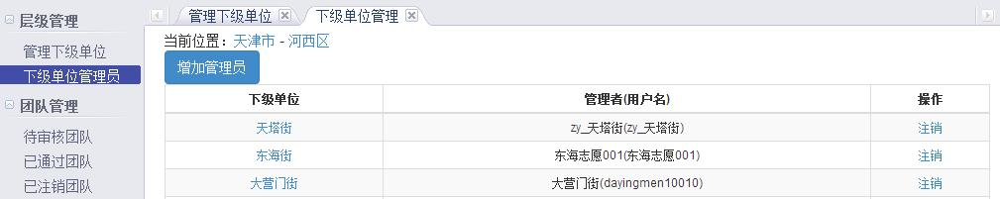 层级管理
管理下级单位
下级单位管理员
团队管理
待审核团队
已通过团队
已注销团队
管理下级单位 下级单位管理
当前位置：天津市 - 河西区
增加管理员
下级单位 管理者(用户名) 操作
天塔街 zy_天塔街(zy_天塔街) 注销
东海街 东海志愿001(东海志愿001) 注销
大营门街 大营门街(dayingmen10010) 注销